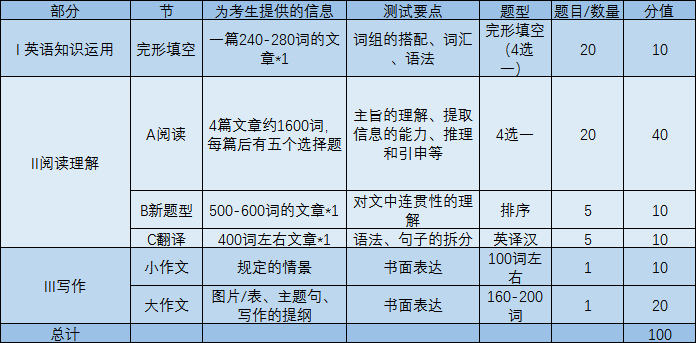 部分 节 为考生提供的信息 测试要点 题型 题目/数量 分值
I 英语知识运用 完形填空 一篇240-280词的文章*1 词组的搭配、词汇、语法 完形填空（4选一） 20 10
II阅读理解 A阅读 4篇文章约1600词，每篇后有五个选择题 主旨的理解、提取信息的能力、推理和引申等 4选一 20 40
B新题型 500-600词的文章*1 对文中连贯性的理解 排序 5 10
C翻译 400词左右文章*1 语法、句子的拆分 英译汉 5 10
III写作 小作文 规定的情景 书面表达 100词左右 1 10
大作文 图片/表、主题句、写作的提纲 书面表达 160-200词 1 20
总计 100